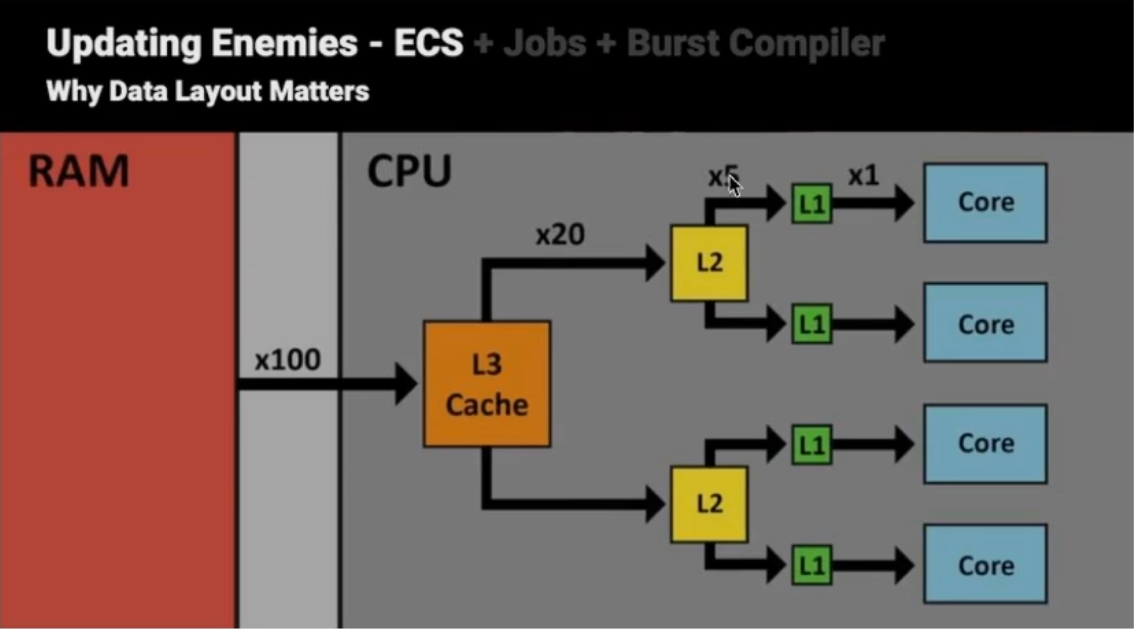 Updating Enemies - ECS + Jobs + Burst Compiler
Why Data Layout Matters
RAM
CPU
x5
x1
L1
Core
x20
L2
L1
Core
x100
L3
Cache
L1
Core
L2
L1
Core